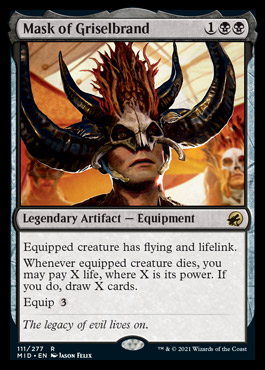 Mask of Griselbrand 1
Legendary Artifact — Equipment
Equipped creature has flying and lifelink.
Whenever equipped creature dies, you
may pay X life, where X is its power. If
you do, draw X cards.
Equip 3
The legacy of evil lives on.
111/277 R
MID • EN Jason Felix
™ & © 2021 Wizards of the Coast